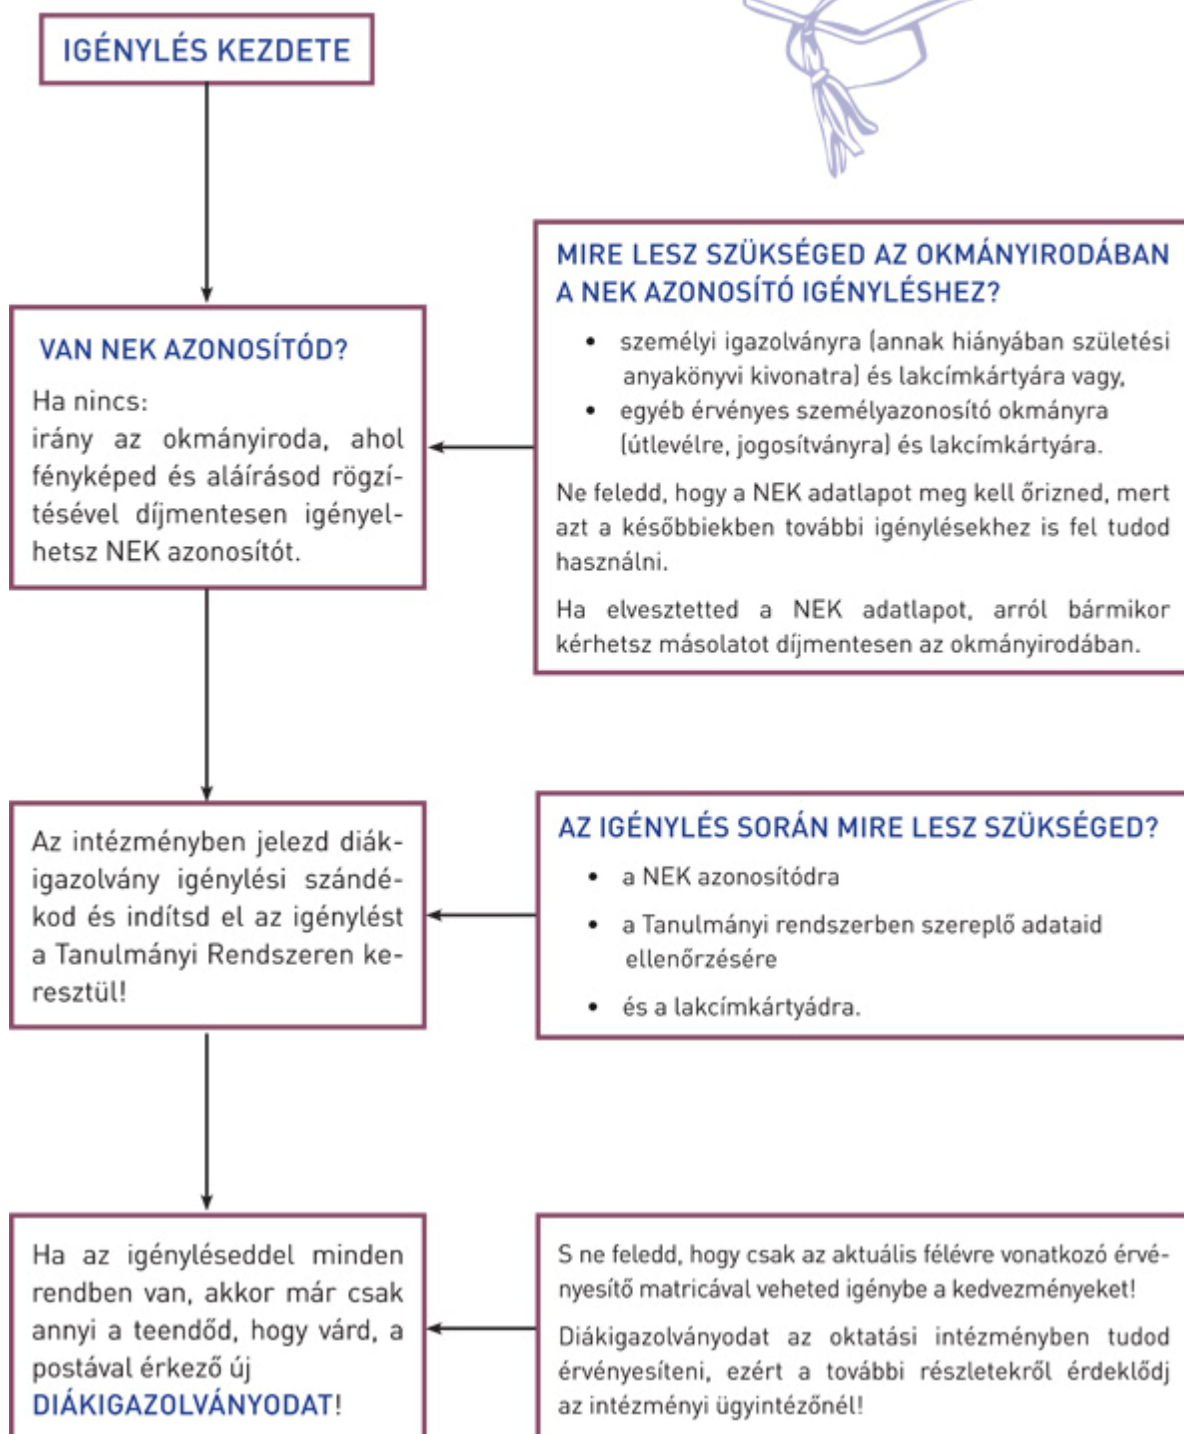 IGÉNYLÉS KEZDETE
VAN NEK AZONOSÍTÓD?
Ha nincs:
irány az okmányiroda, ahol
fényképed és aláírásod rögzí-
tésével díjmentesen igényel-
hetsz NEK azonosítót.
MIRE LESZ SZÜKSÉGED AZ OKMÁNYIRODÁBAN
A NEK AZONOSÍTÓ IGÉNYLÉSHEZ?
• személyi igazolványra (annak hiányában születési
anyakönyvi kivonatra) és lakcímkártyára vagy,
• egyéb érvényes személyazonosító okmányra
(útlevélre, jogosítványra) és lakcímkártyára.
Ne feledd, hogy a NEK adatlapot meg kell őrizned, mert
azt a későbbiekben további igénylésekhez is fel tudod
használni.
Ha elvesztetted a NEK adatlapot, arról bármikor
kérhetsz másolatot díjmentesen az okmányirodában.
Az intézményben jelezd diák-
igazolvány igénylési szándé-
kod és indítsd el az igénylést
a Tanulmányi Rendszeren ke-
resztül!
AZ IGÉNYLÉS SORÁN MIRE LESZ SZÜKSÉGED?
• a NEK azonosítódra
• a Tanulmányi rendszerben szereplő adataid
ellenőrzésére
• és a lakcímkártyádra.
Ha az igényléseddel minden
rendben van, akkor már csak
annyi a teendőd, hogy várd, a
postával érkező új
DIÁKIGAZOLVÁNYODAT!
S ne feledd, hogy csak az aktuális félévre vonatkozó érvé-
nyesítő matricával veheted igénybe a kedvezményeket!
Diákigazolványodat az oktatási intézményben tudod
érvényesíteni, ezért a további részletekről érdeklődj
az intézményi ügyintézőnél!